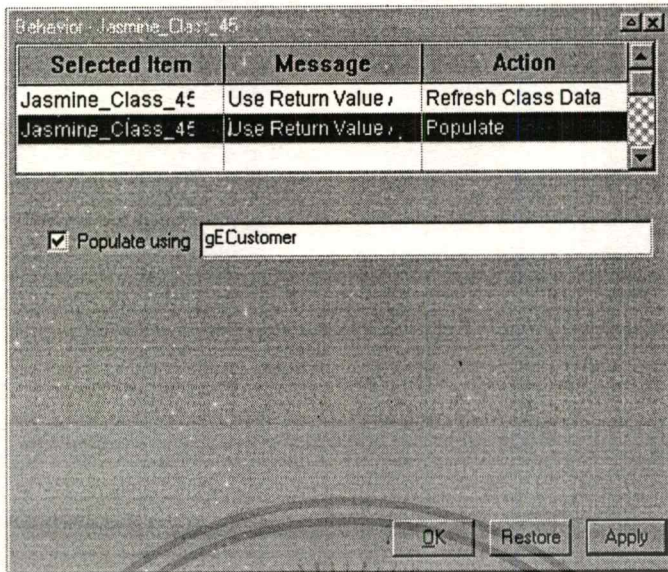 Behavior - Jasmine_Class_45
Selected Item Message Action
Jasmine_Class_45 Use Return Value Refresh Class Data
Jasmine_Class_45 Use Return Value Populate
Populate using gECustomer
OK Restore Apply